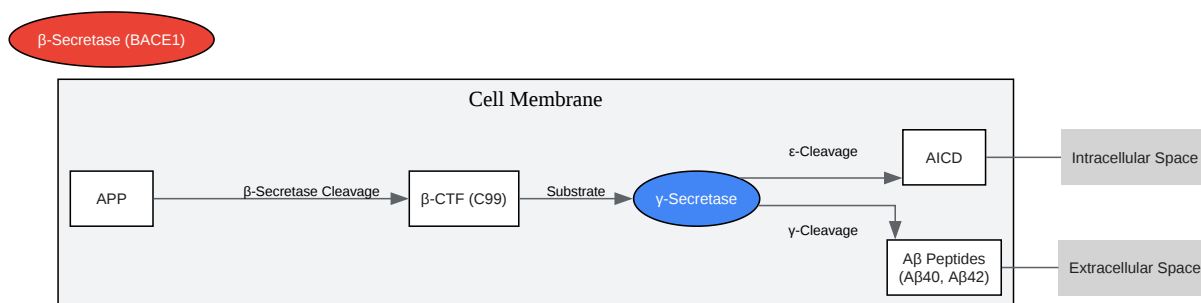 β-Secretase (BACE1)
Cell Membrane
APP
β-Secretase Cleavage
β-CTF (C99)
Substrate
γ-Secretase
ε-Cleavage
AICD
Intracellular Space
γ-Cleavage
Aβ Peptides
(Aβ40, Aβ42)
Extracellular Space